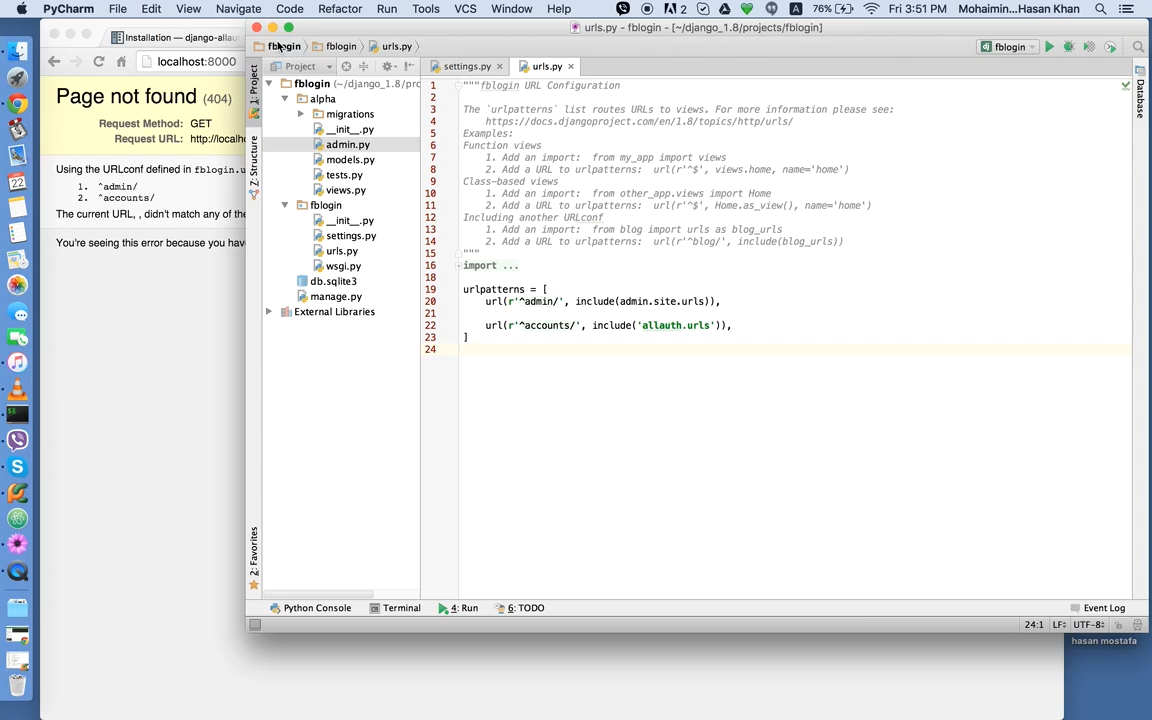 PyCharm File Edit View Navigate Code Refactor Run Tools VCS Window Help A 2 A 76% Fri 3:51 PM Mohaimin...Hasan Khan
Installation — django-allau
localhost:8000
Page not found (404)
Request Method: GET
Request URL: http://localh
Using the URLconf defined in fblogin.u
1. ^admin/
2. ^accounts/
The current URL, , didn't match any of the
You're seeing this error because you have
urls.py - fblogin - [~/django_1.8/projects/fblogin]
fblogin fblogin urls.py
fblogin
1: Project
Z: Structure
2: Favorites
Project
fblogin (~/django_1.8/pro
alpha
migrations
__init__.py
admin.py
models.py
tests.py
views.py
fblogin
__init__.py
settings.py
urls.py
wsgi.py
db.sqlite3
manage.py
External Libraries
settings.py urls.py
1 """fblogin URL Configuration
2
3 The `urlpatterns` list routes URLs to views. For more information please see:
4 https://docs.djangoproject.com/en/1.8/topics/http/urls/
5 Examples:
6 Function views
7 1. Add an import: from my_app import views
8 2. Add a URL to urlpatterns: url(r'^$', views.home, name='home')
9 Class-based views
10 1. Add an import: from other_app.views import Home
11 2. Add a URL to urlpatterns: url(r'^$', Home.as_view(), name='home')
12 Including another URLconf
13 1. Add an import: from blog import urls as blog_urls
14 2. Add a URL to urlpatterns: url(r'^blog/', include(blog_urls))
15 """
16 import ...
18
19 urlpatterns = [
20 url(r'^admin/', include(admin.site.urls)),
21
22 url(r'^accounts/', include('allauth.urls')),
23 ]
24
Database
Python Console Terminal 4: Run 6: TODO Event Log
24:1 LF UTF-8
hasan mostafa
17
22